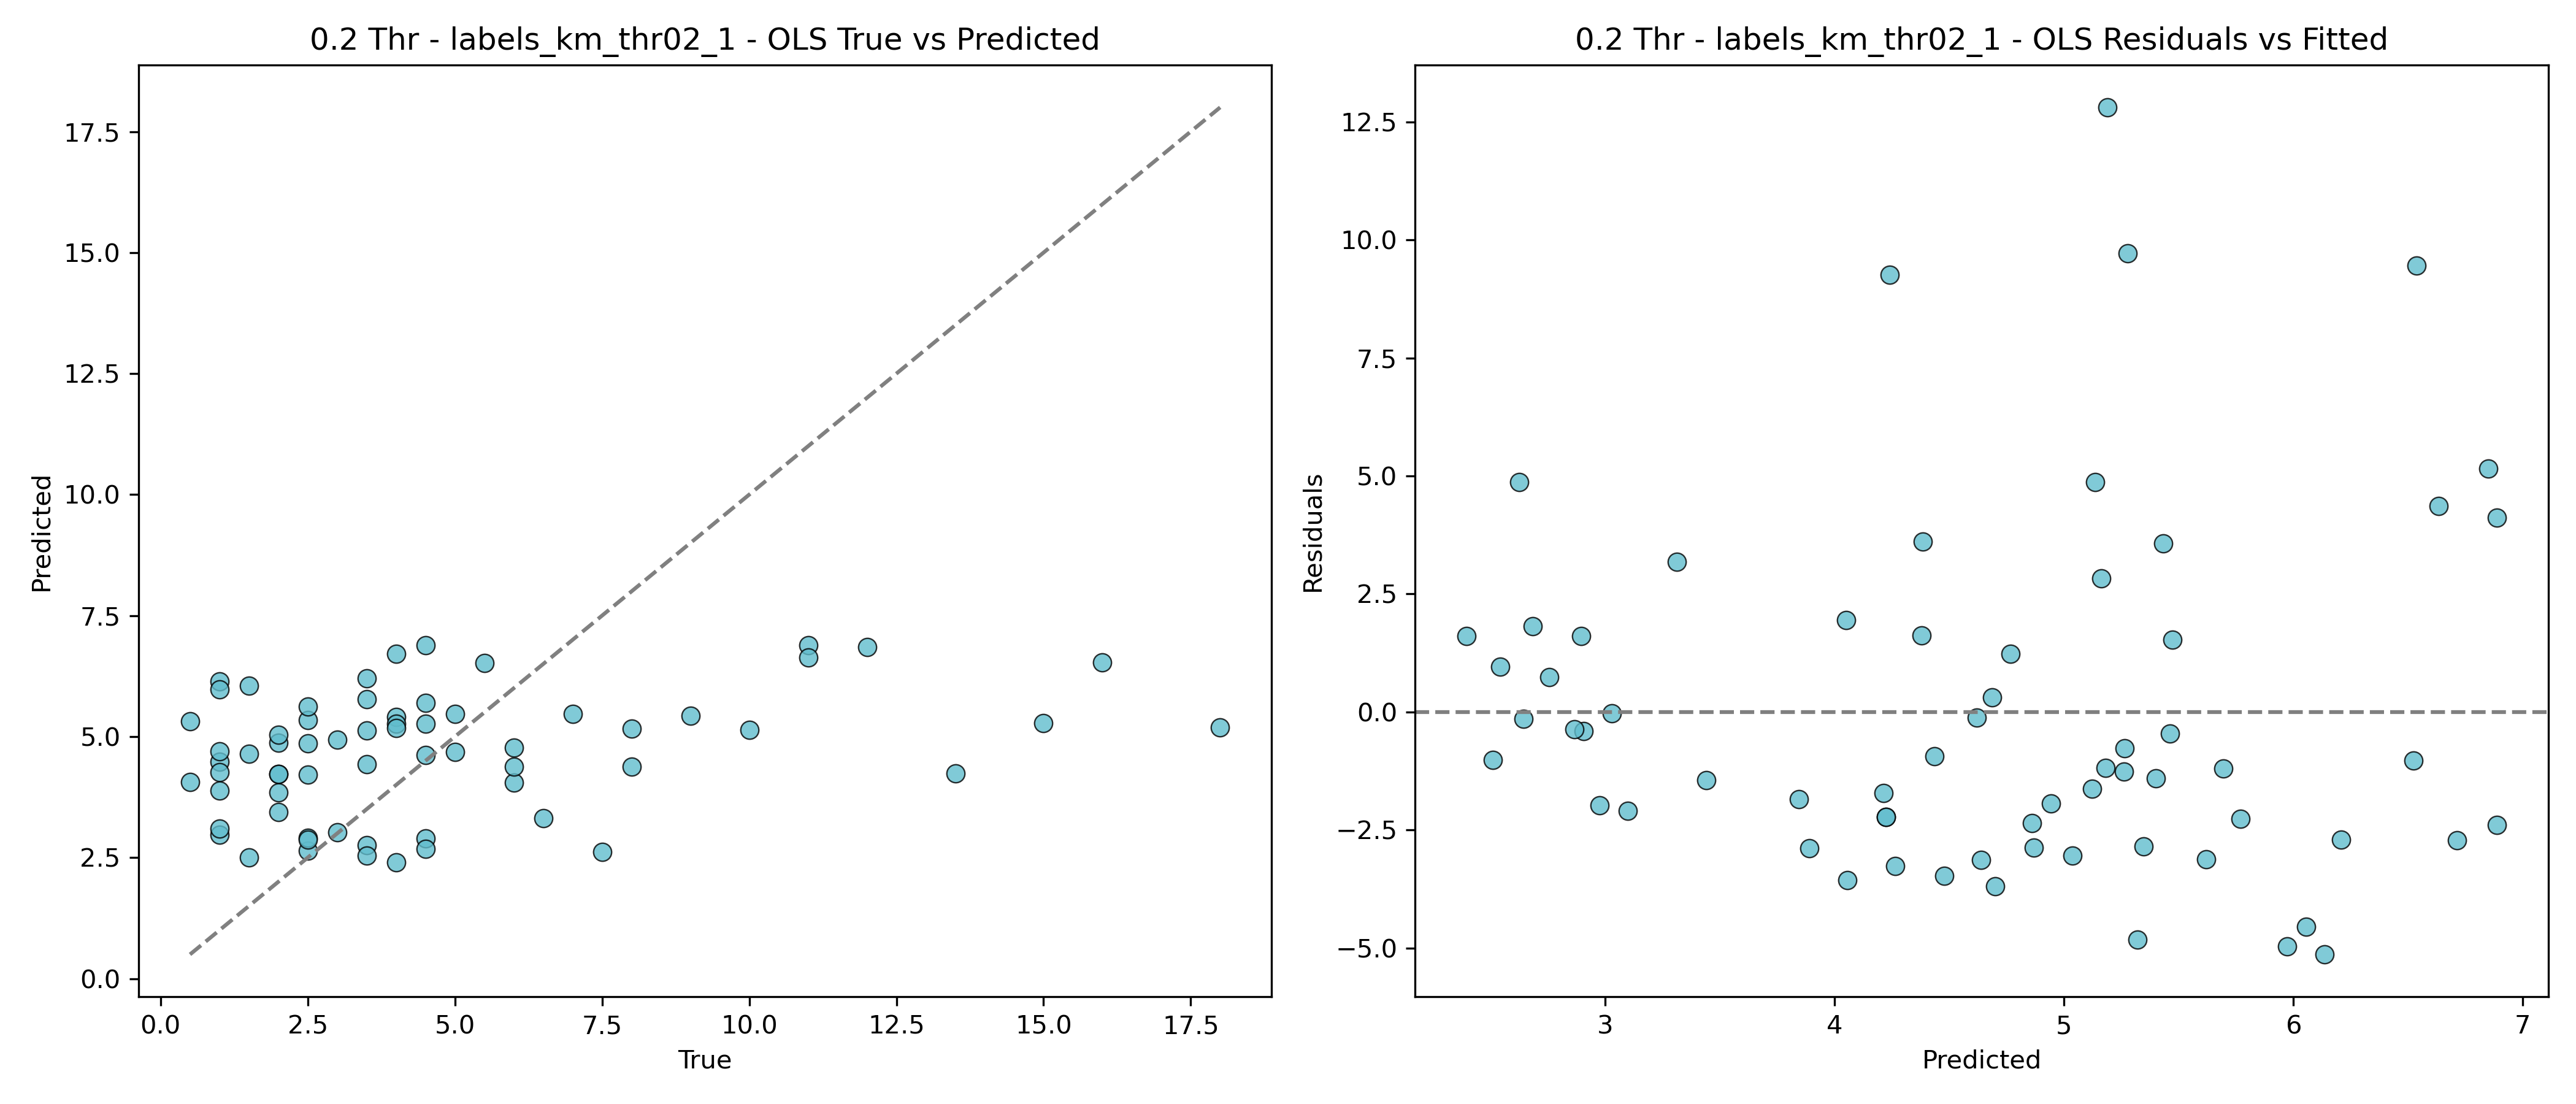 0.2 Thr - labels_km_thr02_1 - OLS True vs Predicted
17.5
15.0
12.5
10.0
7.5
5.0
2.5
0.0
Predicted
0.0 2.5 5.0 7.5 10.0 12.5 15.0 17.5
True
0.2 Thr - labels_km_thr02_1 - OLS Residuals vs Fitted
12.5
10.0
7.5
5.0
2.5
0.0
−2.5
−5.0
Residuals
3 4 5 6 7
Predicted